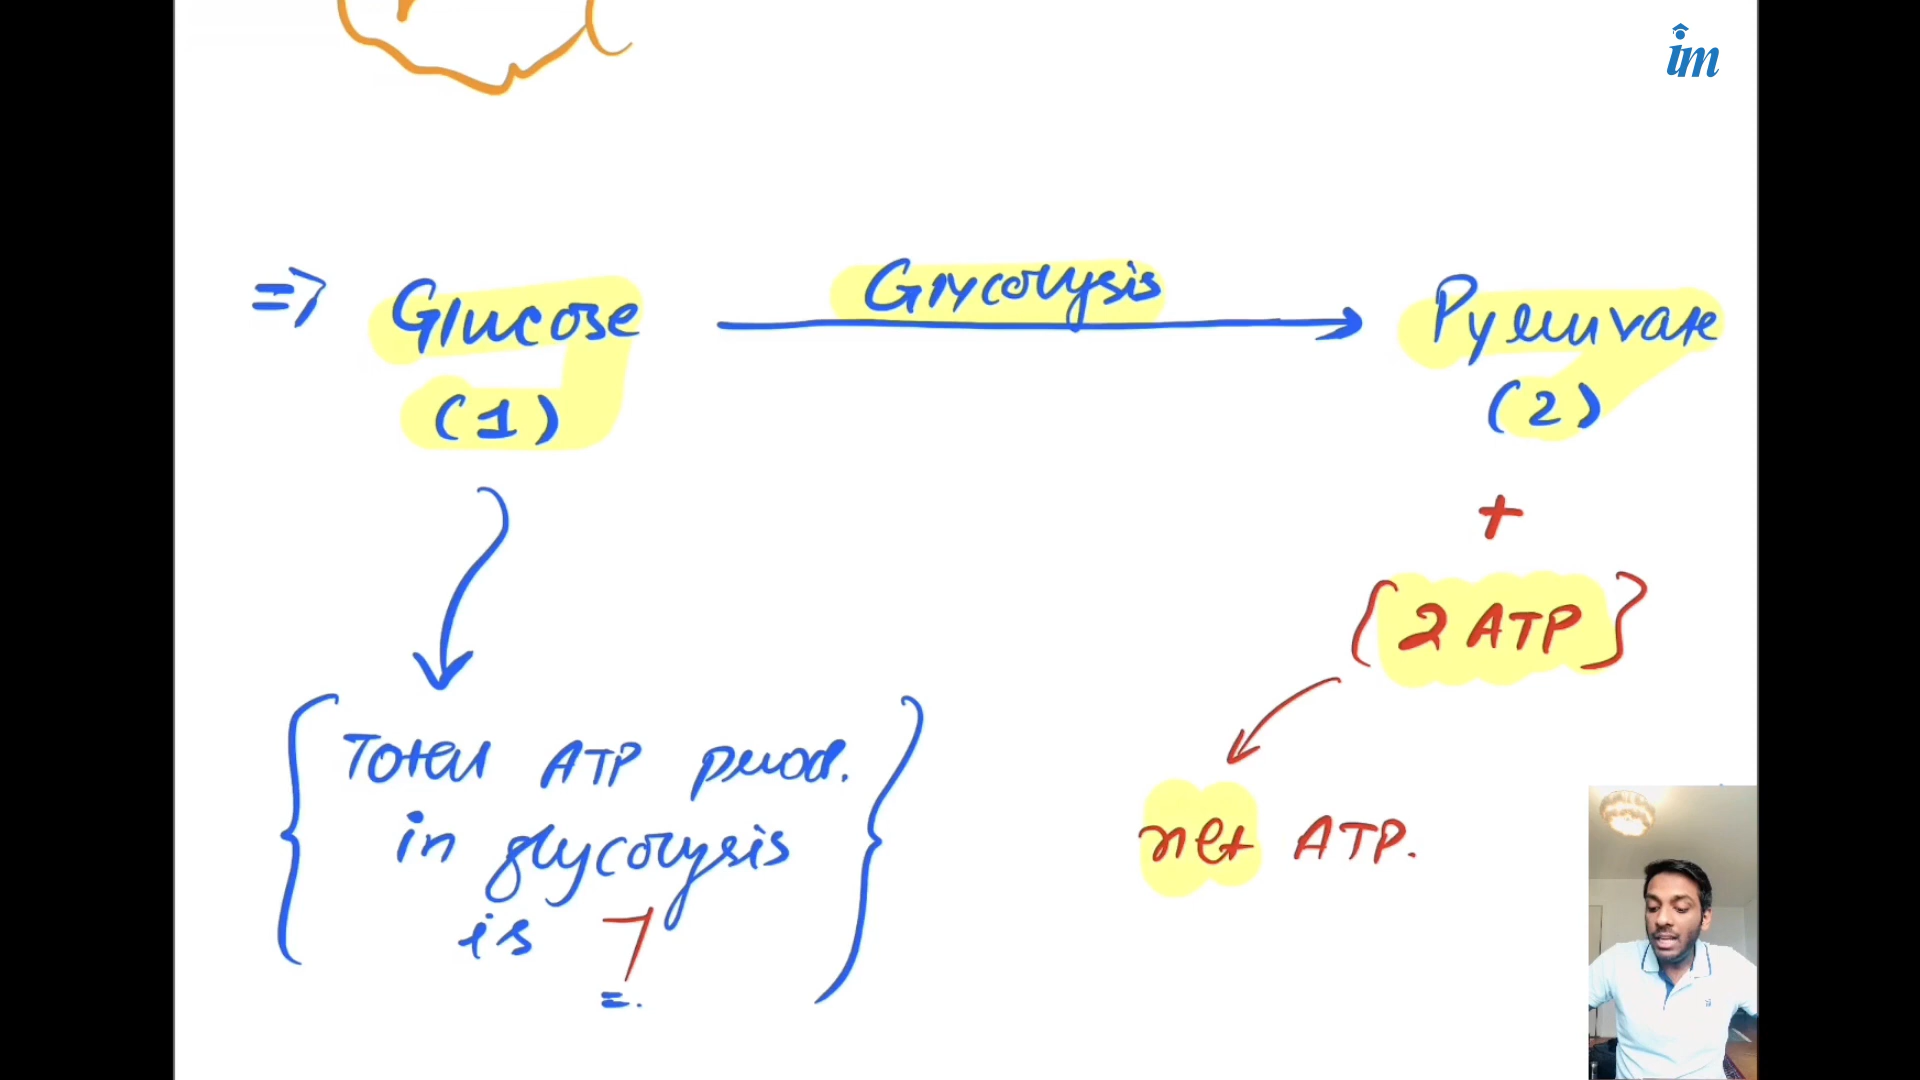 im
=> Glucose Glycolysis Pyruvate
(1) (2)
+
{2 ATP}
Total ATP prod.
in glycolysis
is 7
=.
net ATP.